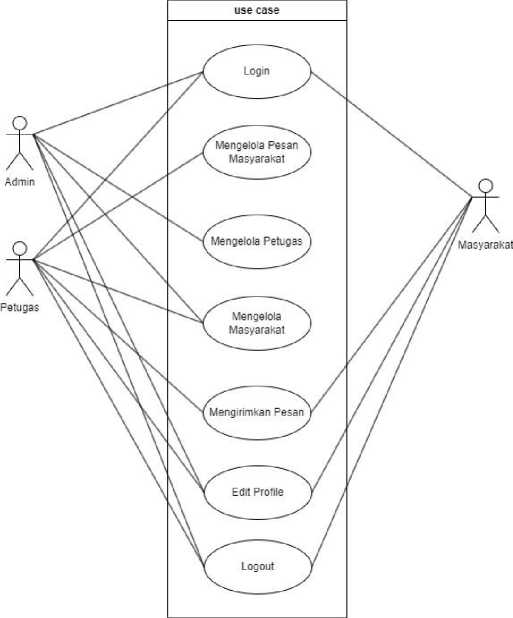 use case
Login
Mengelola Pesan
Masyarakat
Admin
Mengelola Petugas
Masyarakat
Petugas
Mengelola
Masyarakat
Mengirimkan Pesan
Edit Profile
Logout